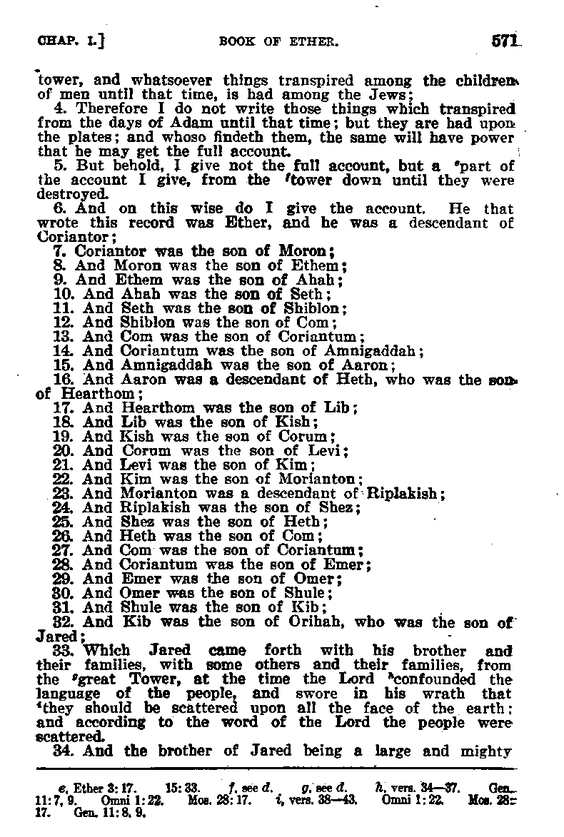 CHAP. I.] BOOK OF ETHER. 571
tower, and whatsoever things transpired among the children
of men until that time, is had among the Jews;
4. Therefore I do not write those things which transpired
from the days of Adam until that time; but they are had upon
the plates; and whoso findeth them, the same will have power
that he may get the full account.
5. But behold, I give not the full account, but a ᵉpart of
the account I give, from the ᶠtower down until they were
destroyed.
6. And on this wise do I give the account. He that
wrote this record was Ether, and he was a descendant of
Coriantor;
7. Coriantor was the son of Moron;
8. And Moron was the son of Ethem;
9. And Ethem was the son of Ahah;
10. And Ahah was the son of Seth;
11. And Seth was the son of Shiblon;
12. And Shiblon was the son of Com;
13. And Com was the son of Coriantum;
14. And Coriantum was the son of Amnigaddah;
15. And Amnigaddah was the son of Aaron;
16. And Aaron was a descendant of Heth, who was the son
of Hearthom;
17. And Hearthom was the son of Lib;
18. And Lib was the son of Kish;
19. And Kish was the son of Corum;
20. And Corum was the son of Levi;
21. And Levi was the son of Kim;
22. And Kim was the son of Morianton;
23. And Morianton was a descendant of Riplakish;
24. And Riplakish was the son of Shez;
25. And Shez was the son of Heth;
26. And Heth was the son of Com;
27. And Com was the son of Coriantum;
28. And Coriantum was the son of Emer;
29. And Emer was the son of Omer;
30. And Omer was the son of Shule;
31. And Shule was the son of Kib;
32. And Kib was the son of Orihah, who was the son of
Jared;
33. Which Jared came forth with his brother and
their families, with some others and their families, from
the ᵍgreat Tower, at the time the Lord ʰconfounded the
language of the people, and swore in his wrath that
ⁱthey should be scattered upon all the face of the earth;
and according to the word of the Lord the people were
scattered.
34. And the brother of Jared being a large and mighty
e, Ether 3:17. 15:33. f, see d. g, see d. h, vers. 34—37. Gen.
11:7, 9. Omni 1:22. Mos. 28:17. i, vers. 38—43. Omni 1:22. Mos. 28:
17. Gen. 11:8, 9.